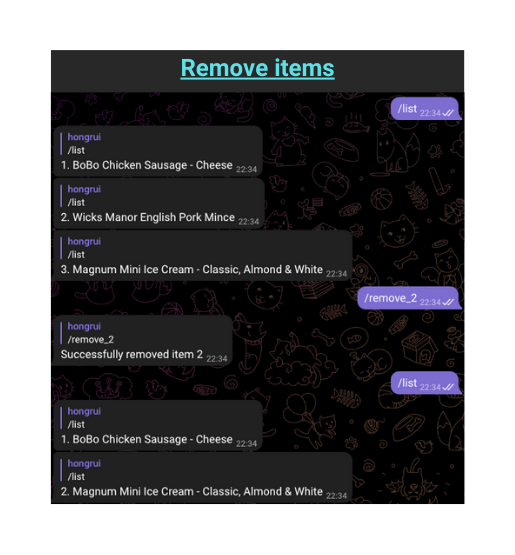 Remove items
/list 22:34
hongrui
/list
1. BoBo Chicken Sausage - Cheese 22:34
hongrui
/list
2. Wicks Manor English Pork Mince 22:34
hongrui
/list
3. Magnum Mini Ice Cream - Classic, Almond & White 22:34
/remove_2 22:34
hongrui
/remove_2
Successfully removed item 2 22:34
/list 22:34
hongrui
/list
1. BoBo Chicken Sausage - Cheese 22:34
hongrui
/list
2. Magnum Mini Ice Cream - Classic, Almond & White 22:34